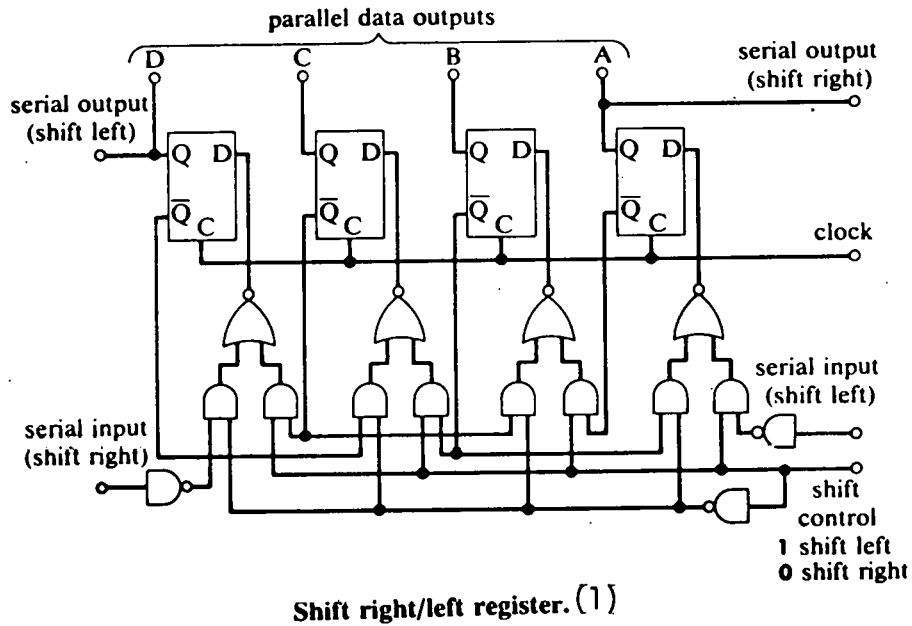 parallel data outputs
D
C
B
A
serial output
(shift left)
serial output
(shift right)
Q D
Q D
Q D
Q D
Q̅
C
Q̅
C
Q̅
C
Q̅
C
clock
serial input
(shift left)
serial input
(shift right)
shift
control
1 shift left
0 shift right
Shift right/left register. (1)